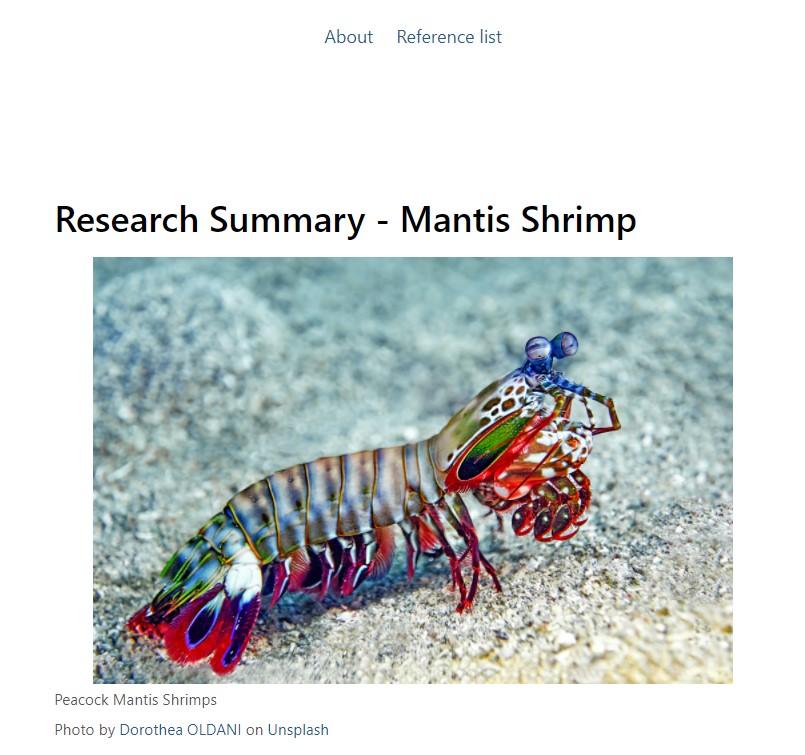 About Reference list
Research Summary - Mantis Shrimp
Peacock Mantis Shrimps
Photo by Dorothea OLDANI on Unsplash